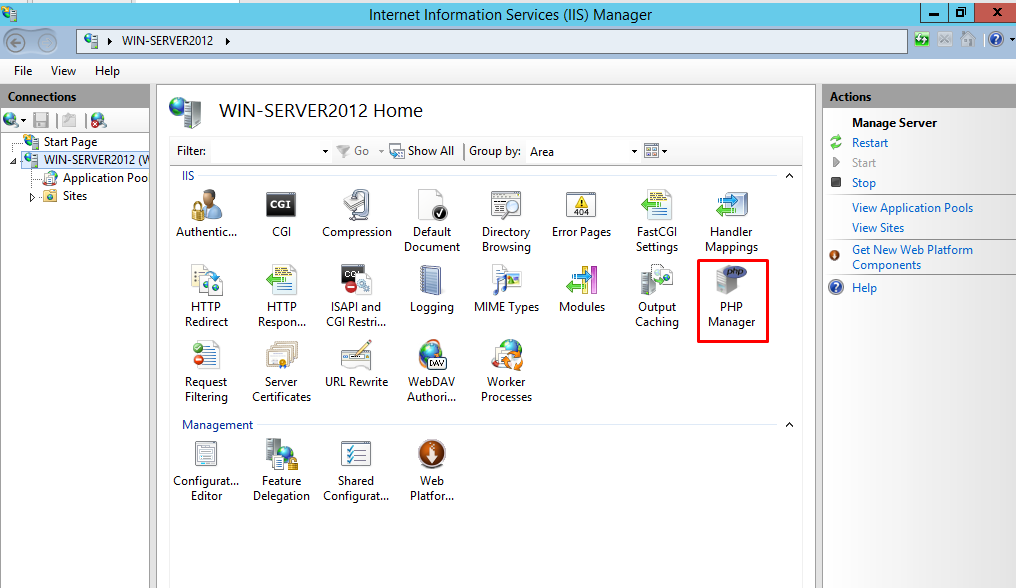 Internet Information Services (IIS) Manager
WIN-SERVER2012
File View Help
Connections
Start Page
WIN-SERVER2012 (W
Application Poo
Sites
WIN-SERVER2012 Home
Filter: Go Show All Group by: Area
IIS
Authentic... CGI Compression Default Document Directory Browsing Error Pages FastCGI Settings Handler Mappings
CGI
404
HTTP Redirect HTTP Respon... ISAPI and CGI Restri... Logging MIME Types Modules Output Caching PHP Manager
php
Request Filtering Server Certificates URL Rewrite WebDAV Authori... Worker Processes
DAV
Management
Configurat... Editor Feature Delegation Shared Configurat... Web Platfor...
Actions
Manage Server
Restart
Start
Stop
View Application Pools
View Sites
Get New Web Platform
Components
Help